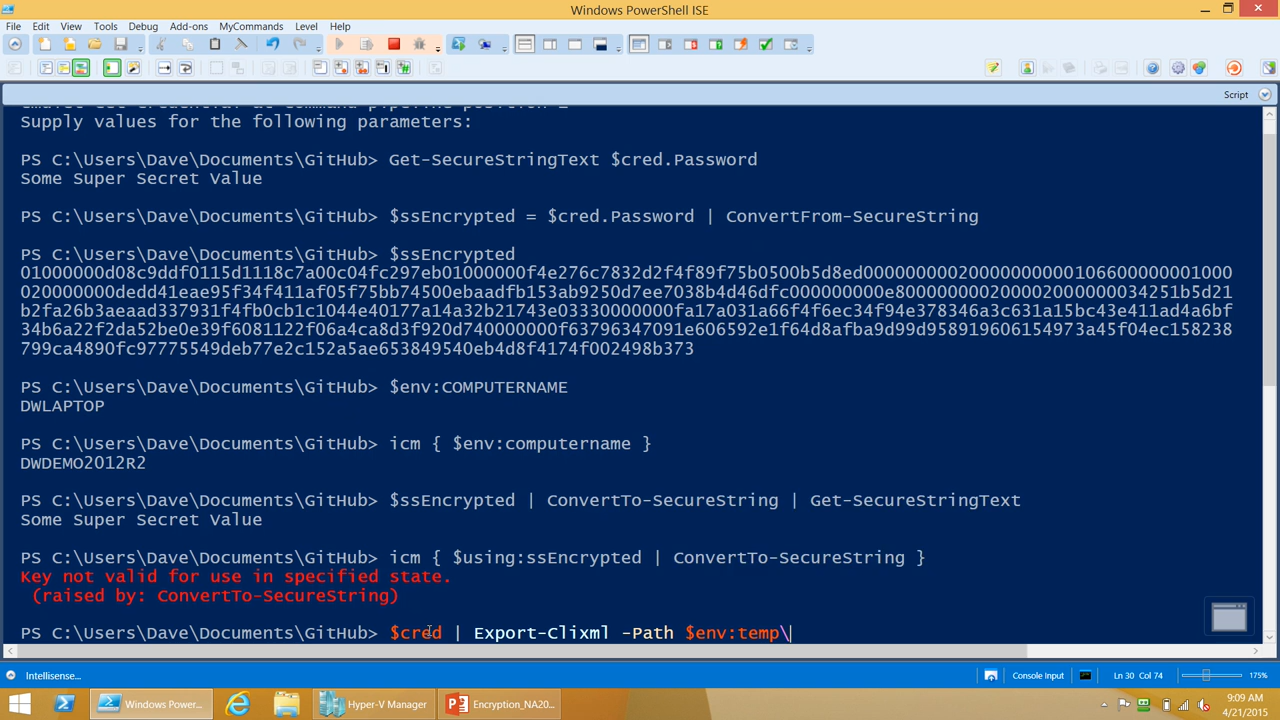 Windows PowerShell ISE
File Edit View Tools Debug Add-ons MyCommands Level Help
Script
Supply values for the following parameters:
PS C:\Users\Dave\Documents\GitHub> Get-SecureStringText $cred.Password
Some Super Secret Value
PS C:\Users\Dave\Documents\GitHub> $ssEncrypted = $cred.Password | ConvertFrom-SecureString
PS C:\Users\Dave\Documents\GitHub> $ssEncrypted
01000000d08c9ddf0115d1118c7a00c04fc297eb01000000f4e276c7832d2f4f89f75b0500b5d8ed00000000020000000000106600000001000
020000000dedd41eae95f34f411af05f75bb74500ebaadfb153ab9250d7ee7038b4d46dfc000000000e800000000200002000000034251b5d21
b2fa26b3aeaad337931f4fb0cb1c1044e40177a14a32b21743e03330000000fa17a031a66f4f6ec34f94e378346a3c631a15bc43e411ad4a6bf
34b6a22f2da52be0e39f6081122f06a4ca8d3f920d740000000f63796347091e606592e1f64d8afba9d99d9589196061549​73a45f04ec158238
799ca4890fc97775549deb77e2c152a5ae653849540eb4d8f4174f002498b373
PS C:\Users\Dave\Documents\GitHub> $env:COMPUTERNAME
DWLAPTOP
PS C:\Users\Dave\Documents\GitHub> icm { $env:computername }
DWDEMO2012R2
PS C:\Users\Dave\Documents\GitHub> $ssEncrypted | ConvertTo-SecureString | Get-SecureStringText
Some Super Secret Value
PS C:\Users\Dave\Documents\GitHub> icm { $using:ssEncrypted | ConvertTo-SecureString }
Key not valid for use in specified state.
(raised by: ConvertTo-SecureString)
PS C:\Users\Dave\Documents\GitHub> $cred | Export-Clixml -Path $env:temp\
Intellisense... Console Input Ln 30 Col 74 175%
Windows Power... Hyper-V Manager Encryption_NA20... 9:09 AM
4/21/2015